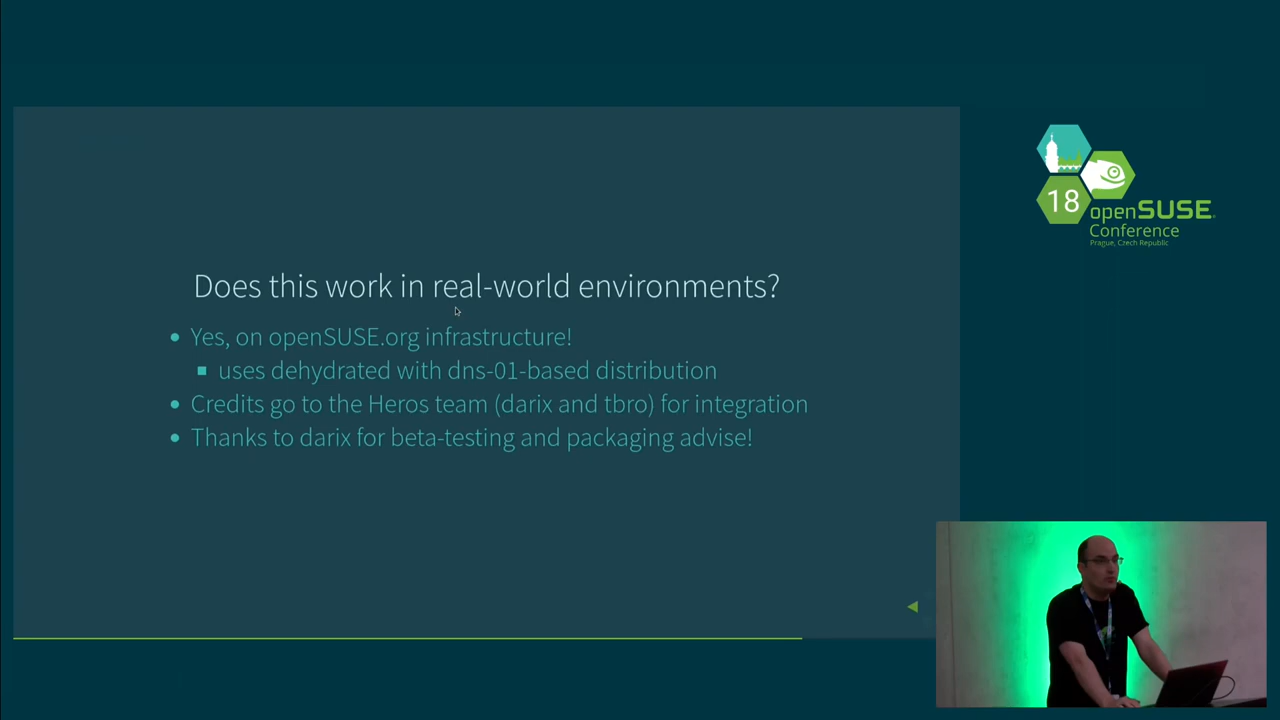 Does this work in real-world environments?
Yes, on openSUSE.org infrastructure!
uses dehydrated with dns-01-based distribution
Credits go to the Heros team (darix and tbro) for integration
Thanks to darix for beta-testing and packaging advise!
18
openSUSE
Conference
Prague, Czech Republic